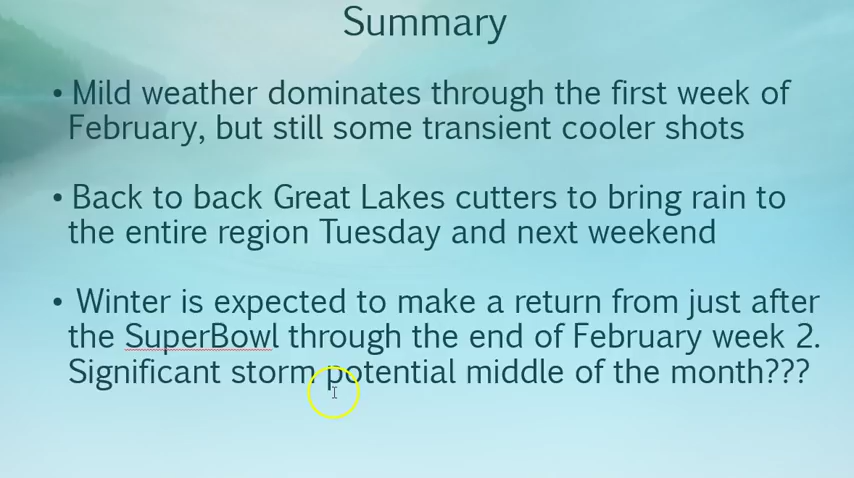 Summary
• Mild weather dominates through the first week of
February, but still some transient cooler shots
• Back to back Great Lakes cutters to bring rain to
the entire region Tuesday and next weekend
• Winter is expected to make a return from just after
the SuperBowl through the end of February week 2.
Significant storm potential middle of the month???